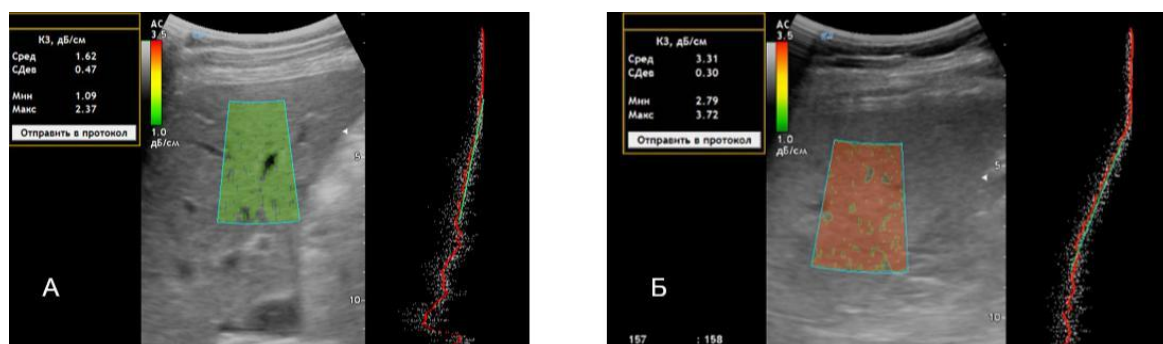 КЗ, дБ/см
Сред 1.62
СДев 0.47
Мин 1.09
Макс 2.37
Отправить в протокол
АС
3.5
1.0
дБ/см
5
10
А
КЗ, дБ/см
Сред 3.31
СДев 0.30
Мин 2.79
Макс 3.72
Отправить в протокол
АС
3.5
1.0
дБ/см
5
10
157 : 158
Б